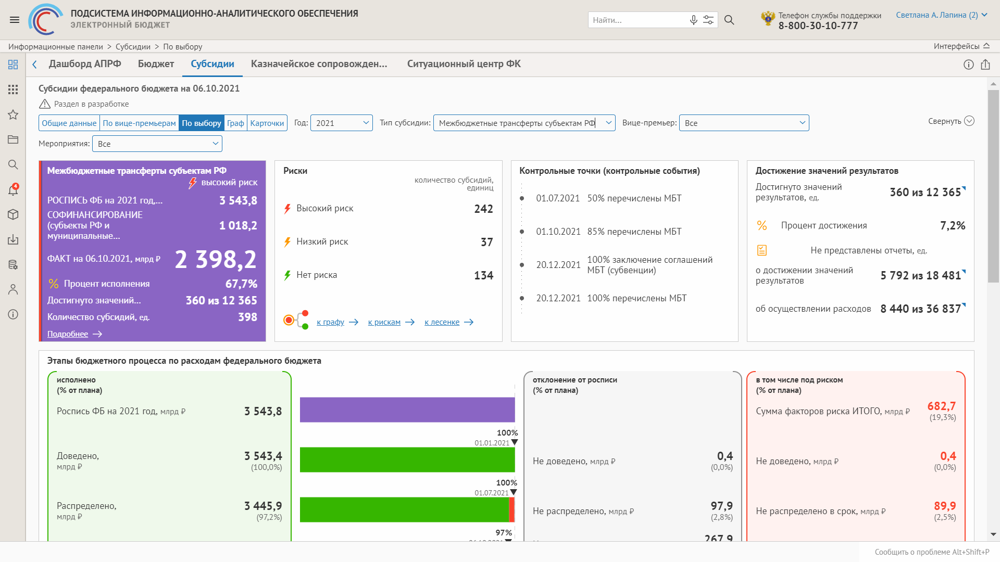 ПОДСИСТЕМА ИНФОРМАЦИОННО-АНАЛИТИЧЕСКОГО ОБЕСПЕЧЕНИЯ
ЭЛЕКТРОННЫЙ БЮДЖЕТ
Найти...
Телефон службы поддержки
8-800-30-10-777
Светлана А. Лапина (2)
Информационные панели > Субсидии > По выбору
Интерфейсы
Дашборд АПРФ
Бюджет
Субсидии
Казначейское сопровожден...
Ситуационный центр ФК
Субсидии федерального бюджета на 06.10.2021
Раздел в разработке
Общие данные
По вице-премьерам
По выбору
Граф
Карточки
Год: 2021
Тип субсидии: Межбюджетные трансферты субъектам РФ
Вице-премьер: Все
Свернуть
Мероприятия: Все
4
Межбюджетные трансферты субъектам РФ
высокий риск
РОСПИСЬ ФБ на 2021 год,... 3 543,8
СОФИНАНСИРОВАНИЕ
(субъекты РФ и 1 018,2
муниципальные...
ФАКТ на 06.10.2021, млрд ₽ 2 398,2
% Процент исполнения 67,7%
Достигнуто значений... 360 из 12 365
Количество субсидий, ед. 398
Подробнее
Риски
количество субсидий,
единиц
Высокий риск 242
Низкий риск 37
Нет риска 134
к графу
к рискам
к лесенке
Контрольные точки (контрольные события)
01.07.2021 50% перечислены МБТ
01.10.2021 85% перечислены МБТ
20.12.2021 100% заключение соглашений
МБТ (субвенции)
20.12.2021 100% перечислены МБТ
Достижение значений результатов
Достигнуто значений
результатов, ед. 360 из 12 365
% Процент достижения 7,2%
Не представлены отчеты, ед.
о достижении значений
результатов 5 792 из 18 481
об осуществлении расходов 8 440 из 36 837
Этапы бюджетного процесса по расходам федерального бюджета
исполнено
(% от плана)
Роспись ФБ на 2021 год, млрд ₽ 3 543,8
Доведено, 3 543,4
млрд ₽ (100,0%)
Распределено, 3 445,9
млрд ₽ (97,2%)
100%
01.01.2021
100%
01.07.2021
97%
06.10.2021
отклонение от росписи
(% от плана)
Не доведено, млрд ₽ 0,4
(0,0%)
Не распределено, млрд ₽ 97,9
(2,8%)
267,9
в том числе под риском
(% от плана)
Сумма факторов риска ИТОГО, млрд ₽ 682,7
(19,3%)
Не доведено, млрд ₽ 0,4
(0,0%)
Не распределено в срок, млрд ₽ 89,9
(2,5%)
Сообщить о проблеме Alt+Shift+P